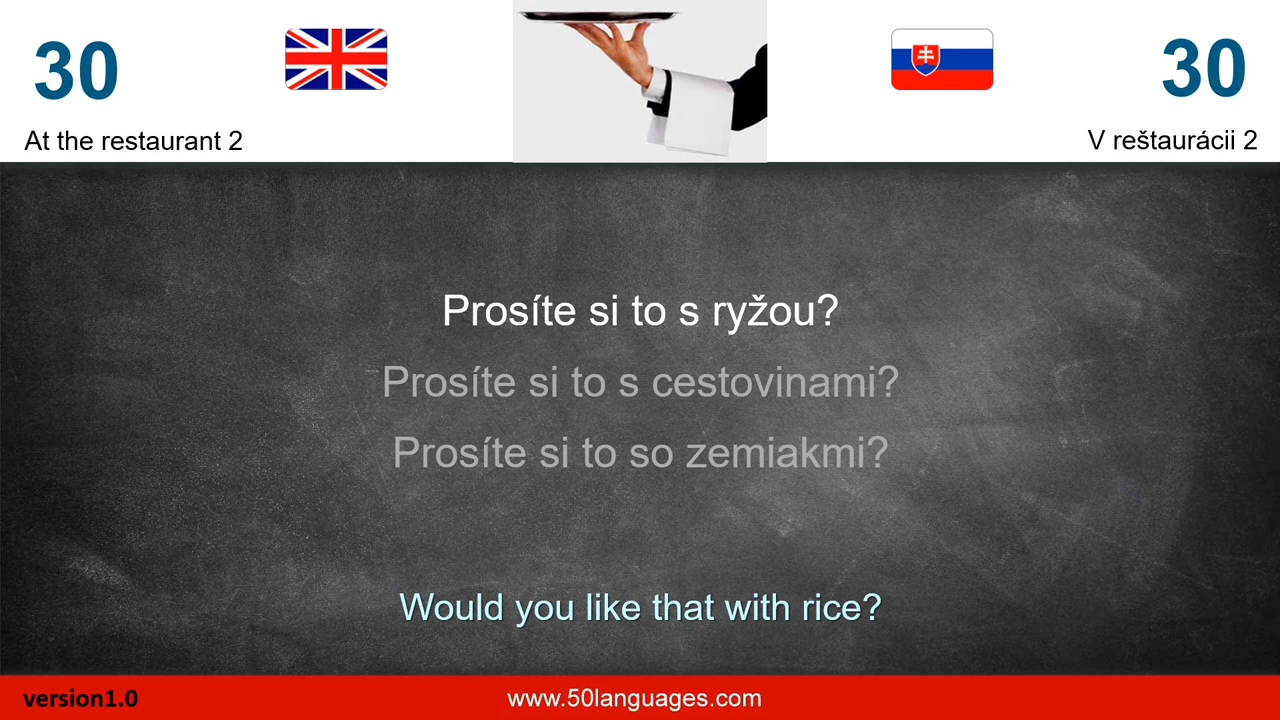 30
30
At the restaurant 2
V reštaurácii 2
Prosíte si to s ryžou?
Prosíte si to s cestovinami?
Prosíte si to so zemiakmi?
Would you like that with rice?
version1.0
www.50languages.com